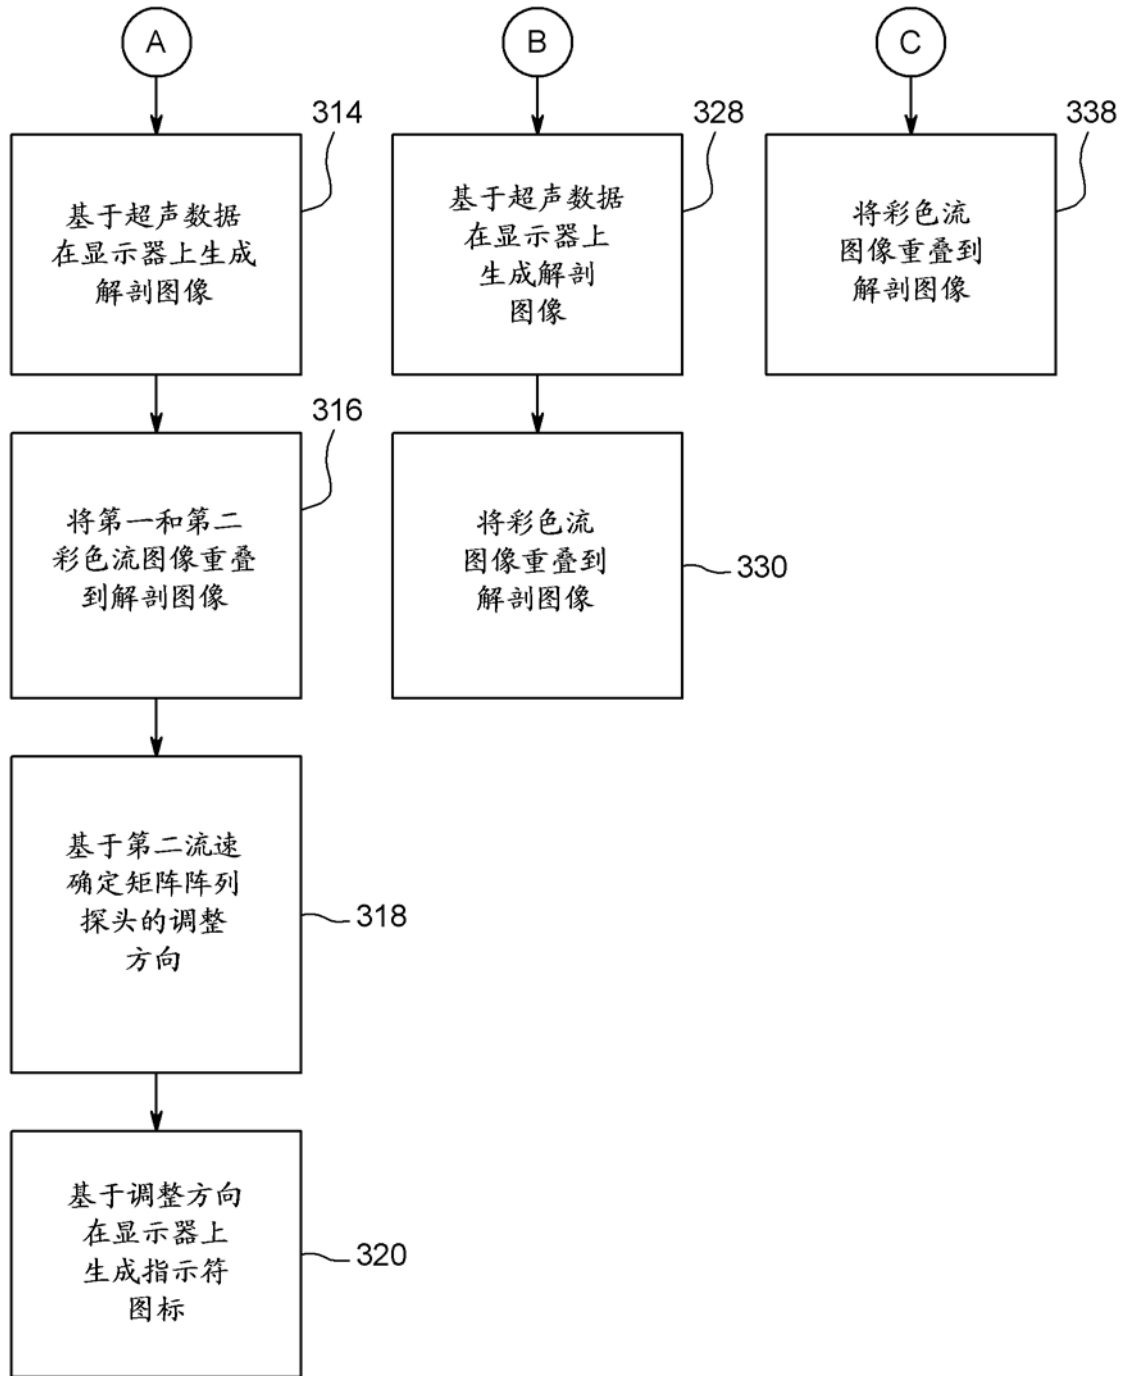 A
314
基于超声数据
在显示器上生成
解剖图像
316
将第一和第二
彩色流图像重叠
到解剖图像
基于第二流速
确定矩阵阵列
探头的调整
方向
318
基于调整方向
在显示器上
生成指示符
图标
320
B
328
基于超声数据
在显示器上
生成解剖
图像
将彩色流
图像重叠到
解剖图像
330
C
338
将彩色流
图像重叠到
解剖图像